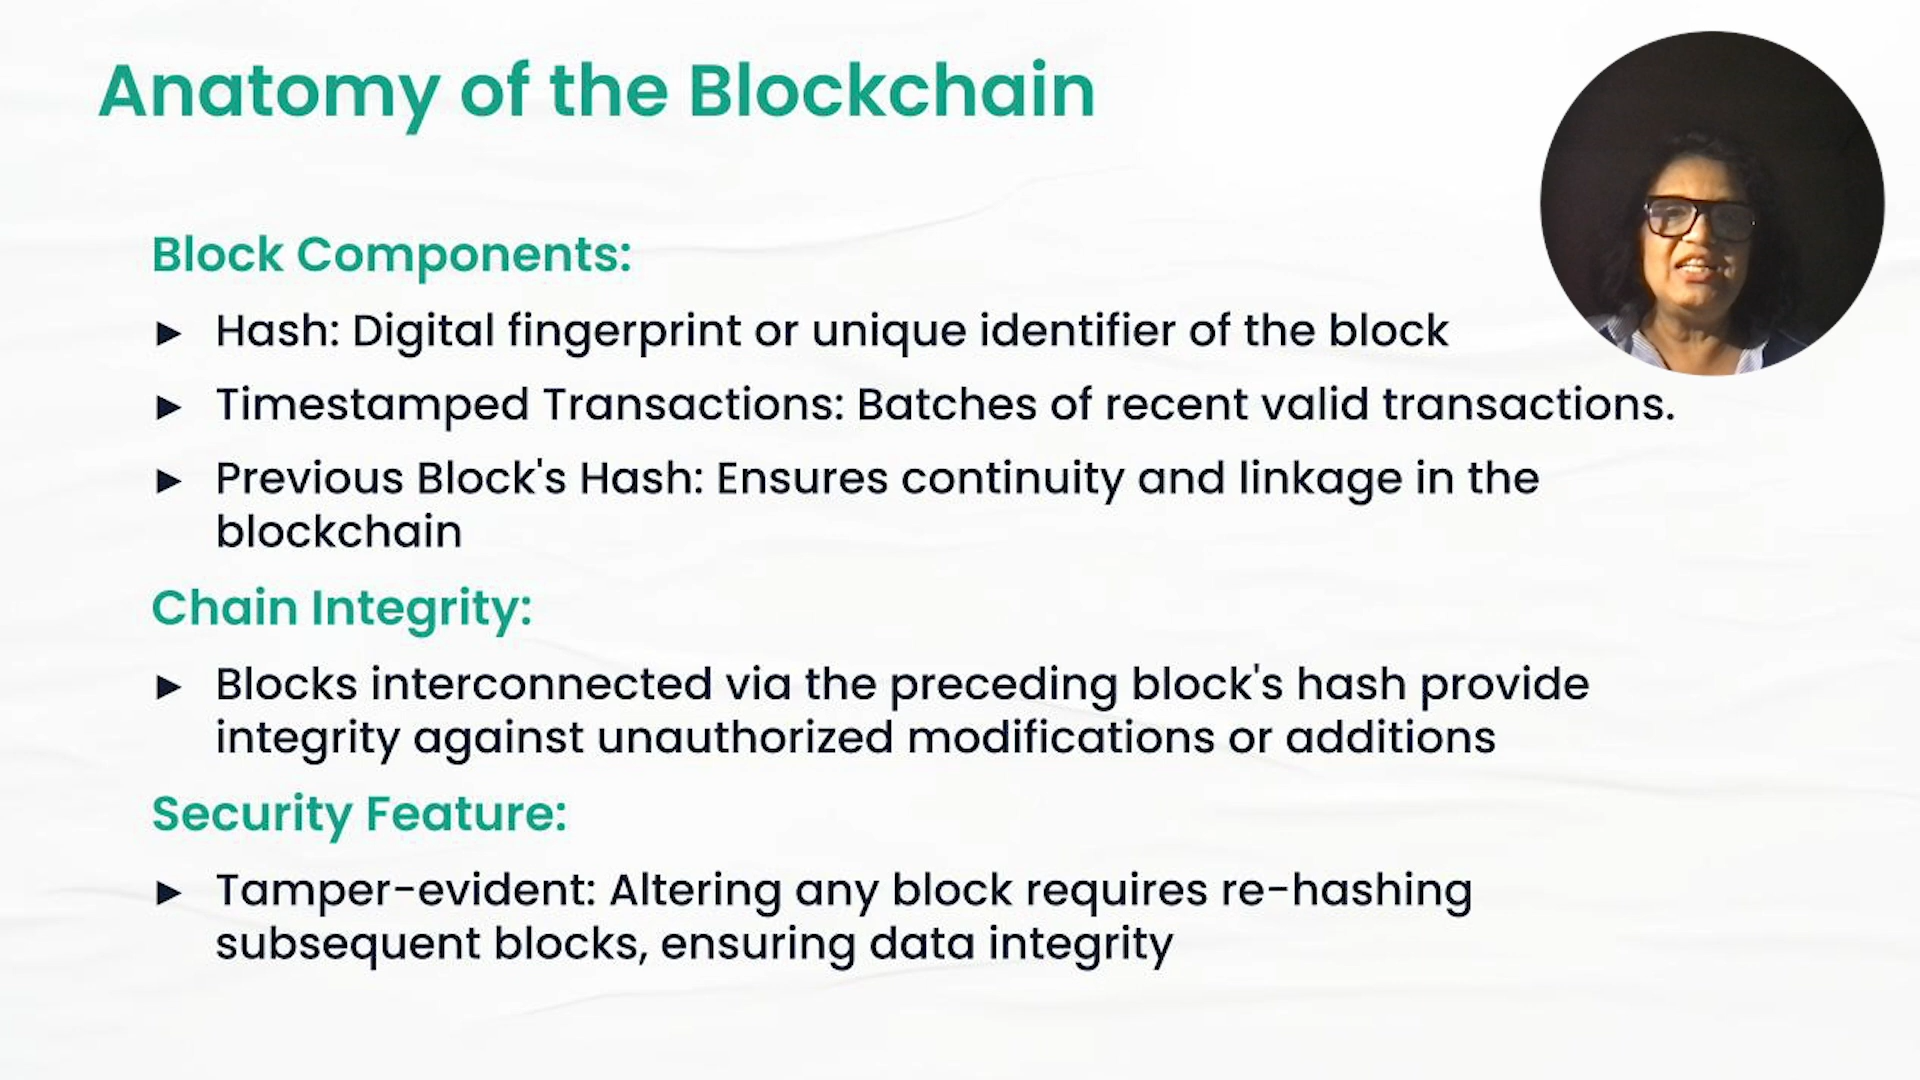 Anatomy of the Blockchain
Block Components:
► Hash: Digital fingerprint or unique identifier of the block
► Timestamped Transactions: Batches of recent valid transactions.
► Previous Block's Hash: Ensures continuity and linkage in the
blockchain
Chain Integrity:
► Blocks interconnected via the preceding block's hash provide
integrity against unauthorized modifications or additions
Security Feature:
► Tamper-evident: Altering any block requires re-hashing
subsequent blocks, ensuring data integrity